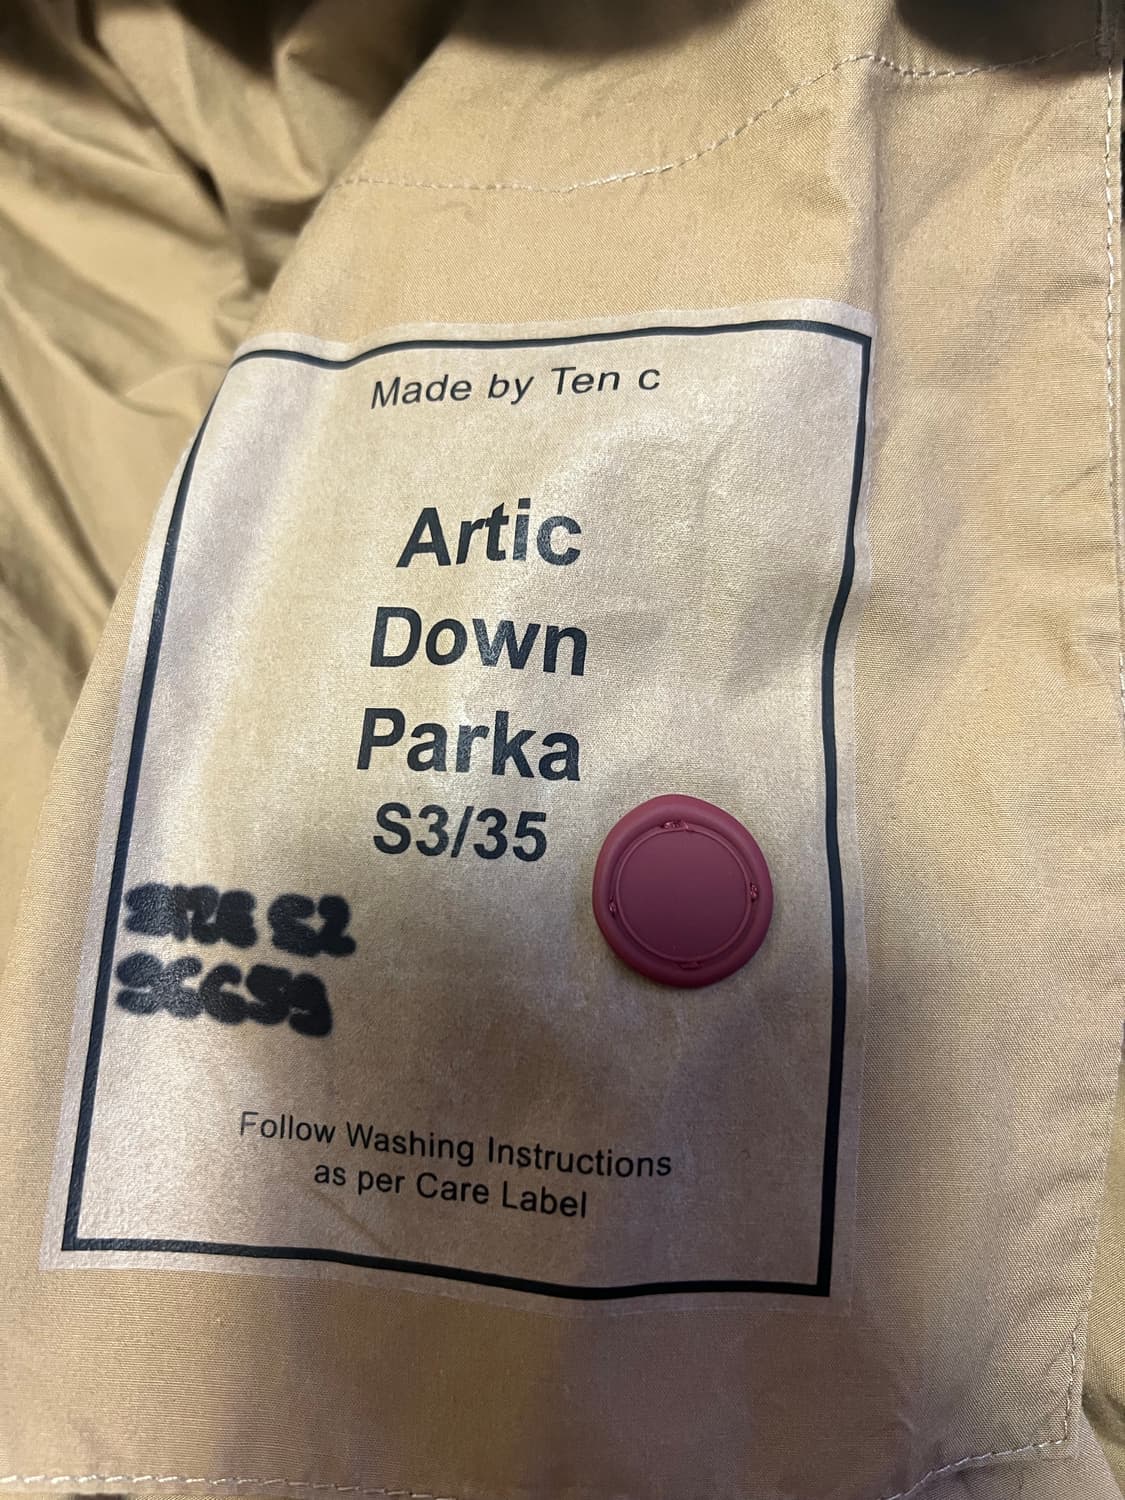 Made by Ten c
Artic
Down
Parka
S3/35
Follow Washing Instructions
as per Care Label